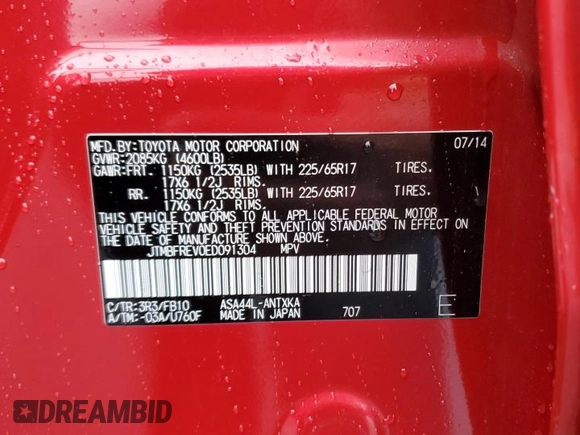 MFD.BY:TOYOTA MOTOR CORPORATION 07/14
GVWR:2085KG (4600LB)
GAWR:FRT. 1150KG (2535LB) WITH 225/65R17 TIRES.
17X6 1/2J RIMS.
RR. 1150KG (2535LB) WITH 225/65R17 TIRES.
17X6 1/2J RIMS.
THIS VEHICLE CONFORMS TO ALL APPLICABLE FEDERAL MOTOR
VEHICLE SAFETY AND THEFT PREVENTION STANDARDS IN EFFECT
ON THE DATE OF MANUFACTURE SHOWN ABOVE.
JTMBFREV0ED091304 MPV
C/TR:3R3/FB10 ASA44L-ANTXKA
A/TM:-03A/U760F MADE IN JAPAN 707 E
DREAMBID